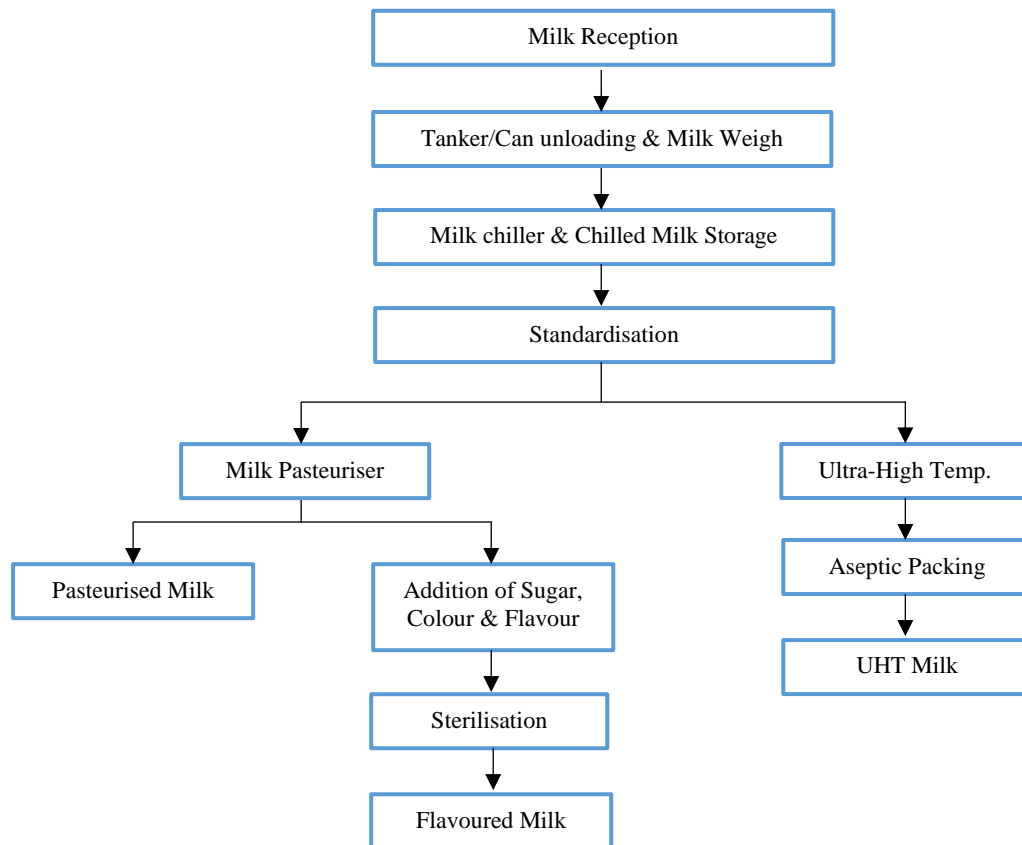 Milk Reception
Tanker/Can unloading & Milk Weigh
Milk chiller & Chilled Milk Storage
Standardisation
Milk Pasteuriser
Ultra-High Temp.
Pasteurised Milk
Addition of Sugar,
Colour & Flavour
Aseptic Packing
UHT Milk
Sterilisation
Flavoured Milk